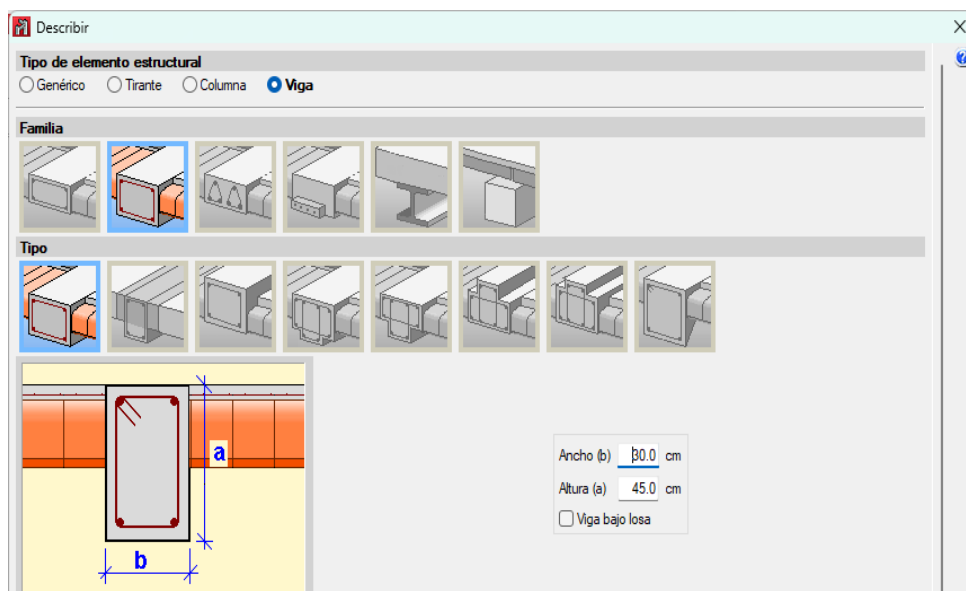 Describir
Tipo de elemento estructural
Genérico Tirante Columna Viga
Familia
Tipo
a
b
Ancho (b) 30.0 cm
Altura (a) 45.0 cm
Viga bajo losa